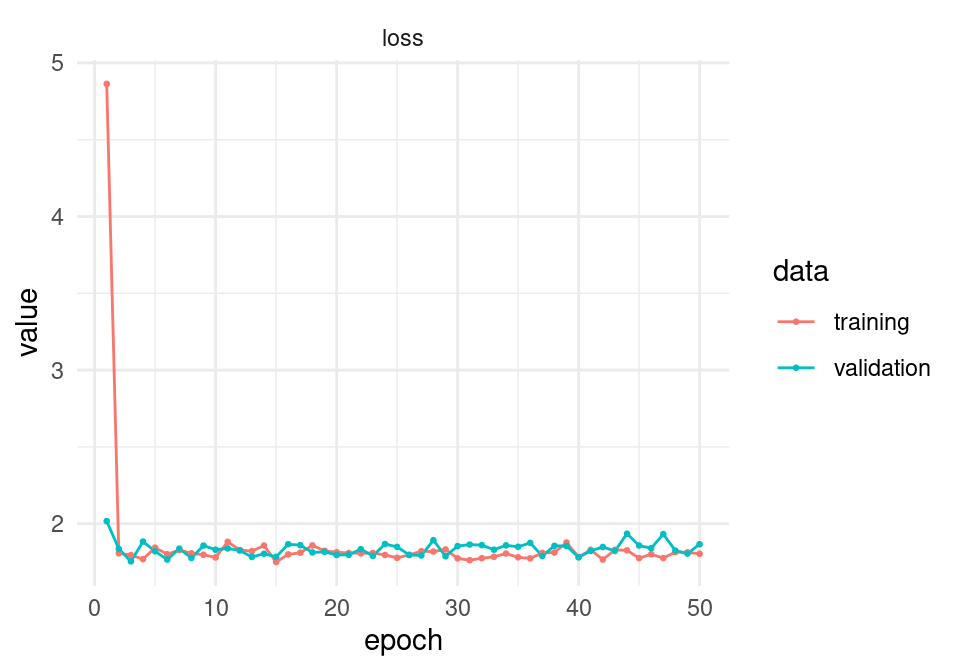 loss
5
4
3
2
value
0 10 20 30 40 50
epoch
data
training
validation